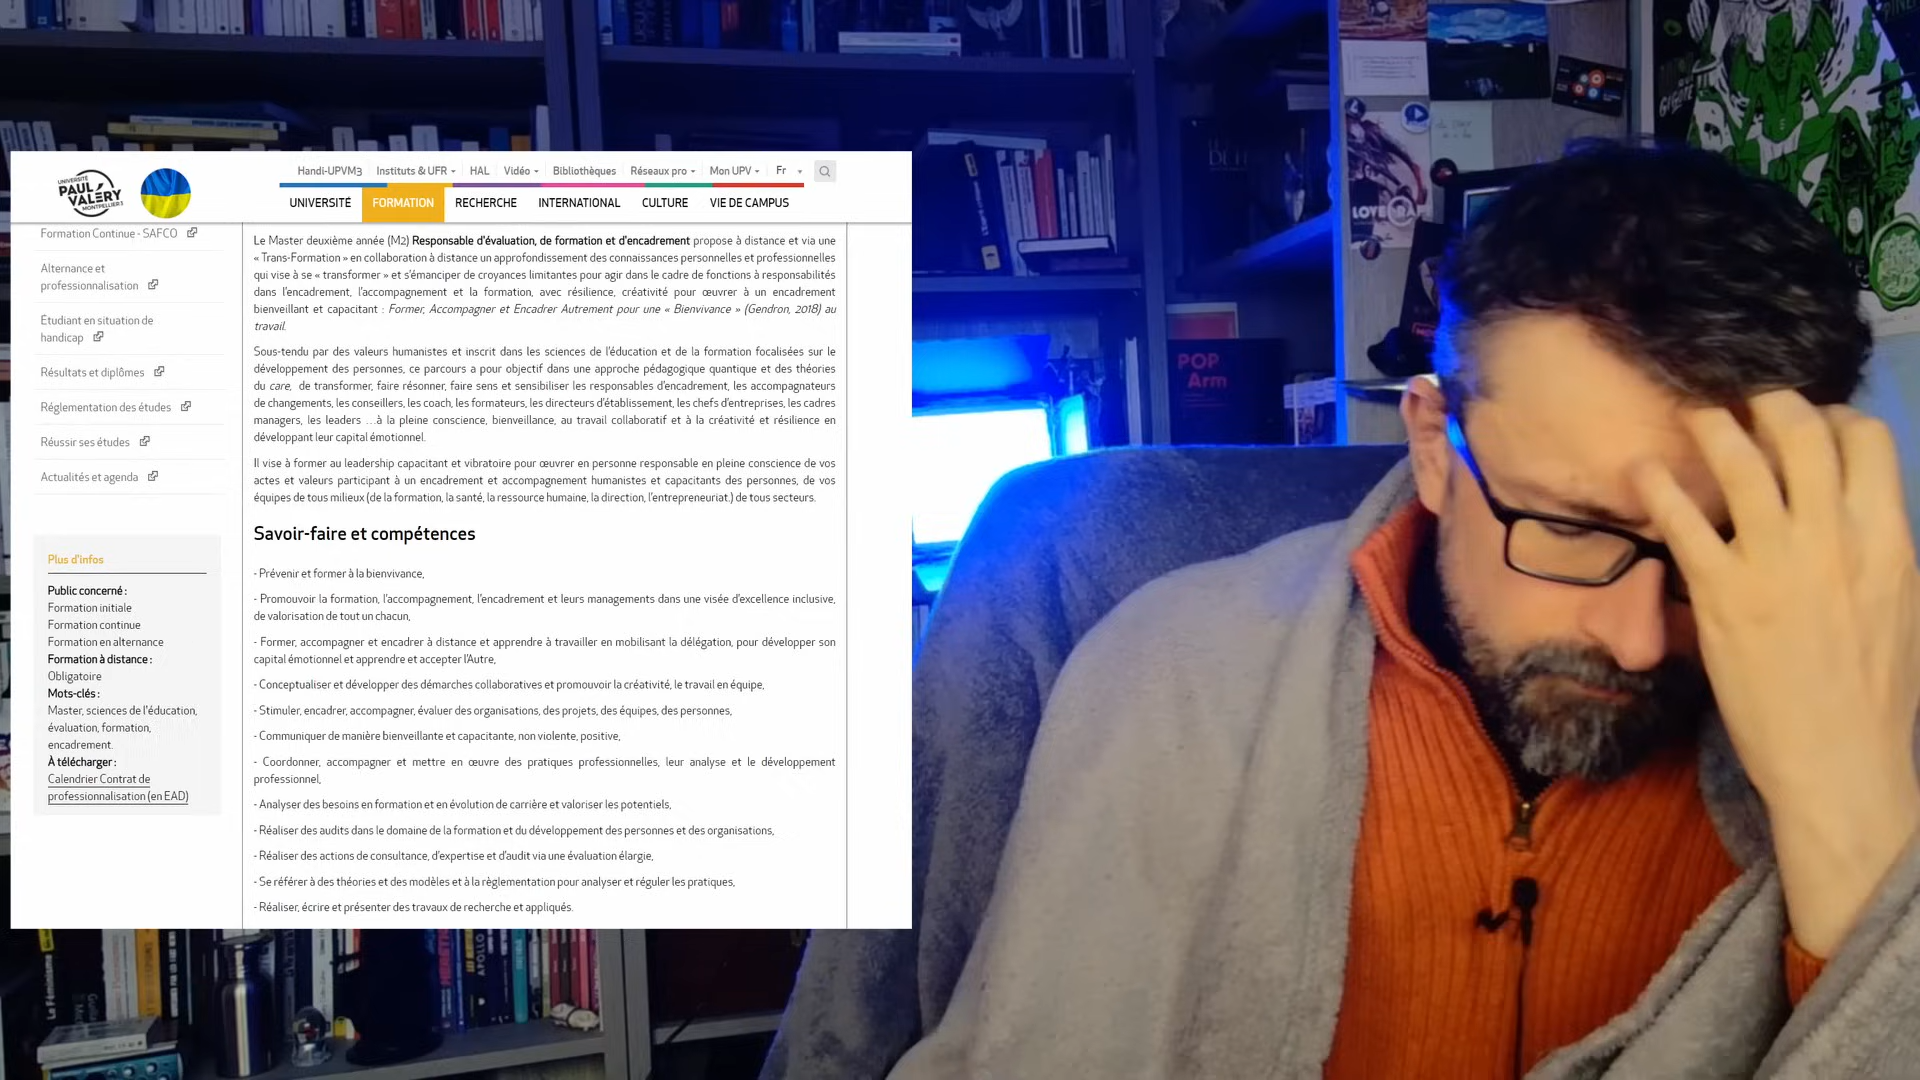 Handi-UPVM3 Instituts & UFR HAL Vidéo Bibliothèques Réseaux pro Mon UPV Fr
UNIVERSITÉ
PAUL
VALÉRY
MONTPELLIER 3
UNIVERSITÉ FORMATION RECHERCHE INTERNATIONAL CULTURE VIE DE CAMPUS
Formation Continue - SAFCO
Alternance et
professionnalisation
Étudiant en situation de
handicap
Résultats et diplômes
Réglementation des études
Réussir ses études
Actualités et agenda
Plus d'infos
Public concerné :
Formation initiale
Formation continue
Formation en alternance
Formation à distance :
Obligatoire
Mots-clés :
Master, sciences de l'éducation,
évaluation, formation,
encadrement.
À télécharger :
Calendrier Contrat de
professionnalisation (en EAD)
Le Master deuxième année (M2) Responsable d'évaluation, de formation et d'encadrement propose à distance et via une
« Trans-Formation » en collaboration à distance un approfondissement des connaissances personnelles et professionnelles
qui vise à se « transformer » et s'émanciper de croyances limitantes pour agir dans le cadre de fonctions à responsabilités
dans l'encadrement, l'accompagnement et la formation, avec résilience, créativité pour œuvrer à un encadrement
bienveillant et capacitant : Former, Accompagner et Encadrer Autrement pour une « Bienvivance » (Gendron, 2018) au
travail.
Sous-tendu par des valeurs humanistes et inscrit dans les sciences de l'éducation et de la formation focalisées sur le
développement des personnes, ce parcours a pour objectif dans une approche pédagogique quantique et des théories
du care, de transformer, faire résonner, faire sens et sensibiliser les responsables d'encadrement, les accompagnateurs
de changements, les conseillers, les coach, les formateurs, les directeurs d'établissement, les chefs d'entreprises, les cadres
managers, les leaders …à la pleine conscience, bienveillance, au travail collaboratif et à la créativité et résilience en
développant leur capital émotionnel.
Il vise à former au leadership capacitant et vibratoire pour œuvrer en personne responsable en pleine conscience de vos
actes et valeurs participant à un encadrement et accompagnement humanistes et capacitants des personnes, de vos
équipes de tous milieux (de la formation, la santé, la ressource humaine, la direction, l'entrepreneuriat.) de tous secteurs.
Savoir-faire et compétences
- Prévenir et former à la bienvivance,
- Promouvoir la formation, l'accompagnement, l'encadrement et leurs managements dans une visée d'excellence inclusive,
de valorisation de tout un chacun,
- Former, accompagner et encadrer à distance et apprendre à travailler en mobilisant la délégation, pour développer son
capital émotionnel et apprendre et accepter l'Autre,
- Conceptualiser et développer des démarches collaboratives et promouvoir la créativité, le travail en équipe,
- Stimuler, encadrer, accompagner, évaluer des organisations, des projets, des équipes, des personnes,
- Communiquer de manière bienveillante et capacitante, non violente, positive,
- Coordonner, accompagner et mettre en œuvre des pratiques professionnelles, leur analyse et le développement
professionnel,
- Analyser des besoins en formation et en évolution de carrière et valoriser les potentiels,
- Réaliser des audits dans le domaine de la formation et du développement des personnes et des organisations,
- Réaliser des actions de consultance, d'expertise et d'audit via une évaluation élargie,
- Se référer à des théories et des modèles et à la règlementation pour analyser et réguler les pratiques,
- Réaliser, écrire et présenter des travaux de recherche et appliqués.
POP
Arm